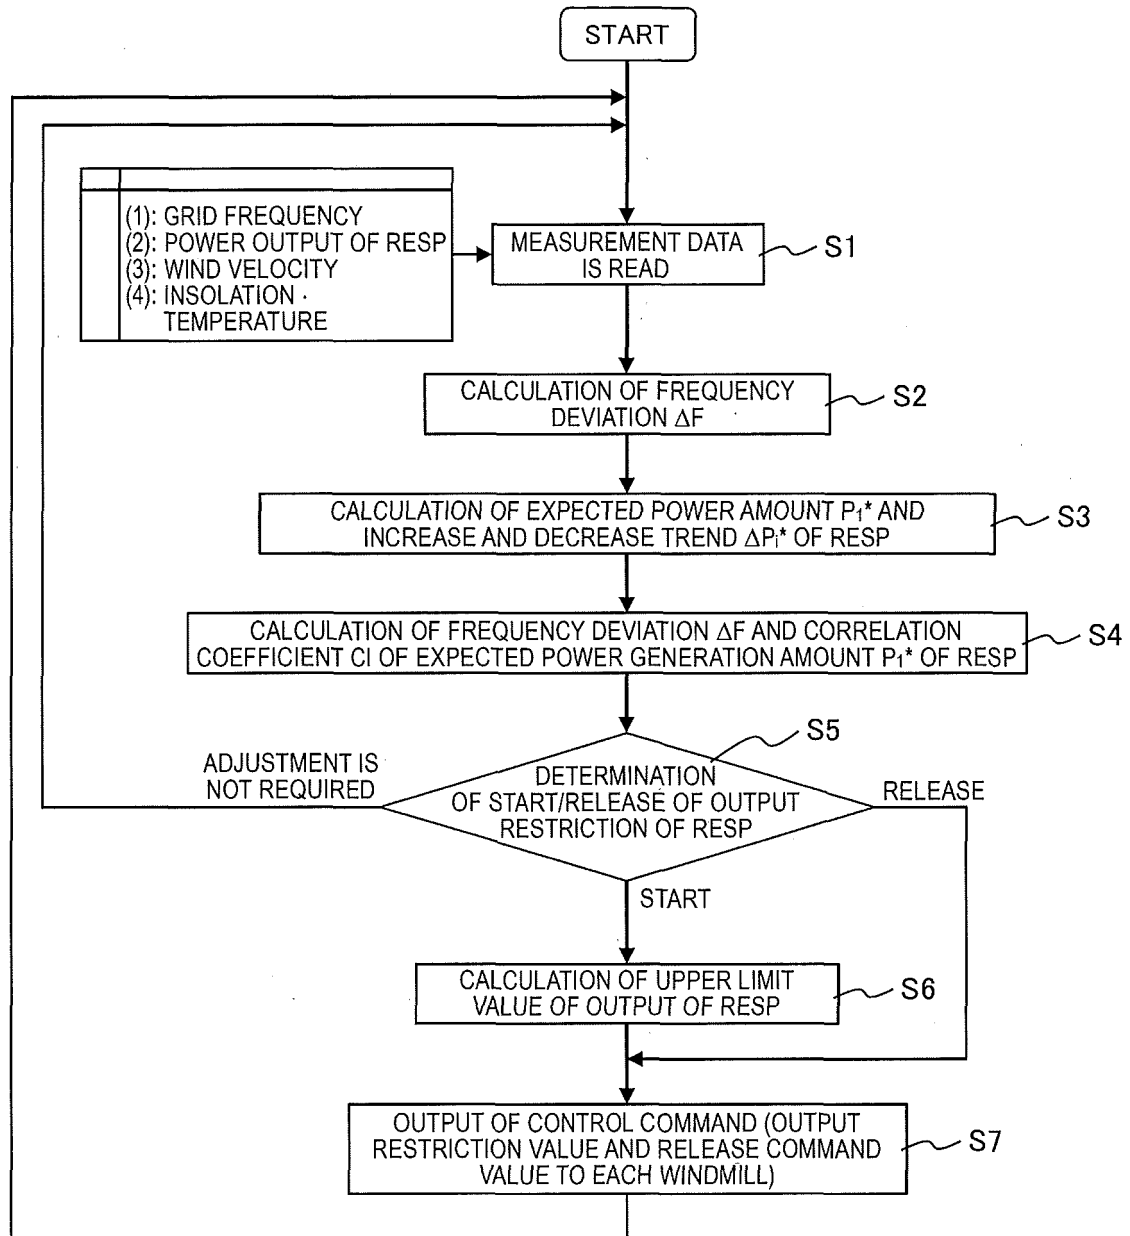 START
(1): GRID FREQUENCY
(2): POWER OUTPUT OF RESP
(3): WIND VELOCITY
(4): INSOLATION ·
TEMPERATURE
MEASUREMENT DATA
IS READ
S1
CALCULATION OF FREQUENCY
DEVIATION ΔF
S2
CALCULATION OF EXPECTED POWER AMOUNT P₁* AND
INCREASE AND DECREASE TREND ΔPᵢ* OF RESP
S3
CALCULATION OF FREQUENCY DEVIATION ΔF AND CORRELATION
COEFFICIENT CI OF EXPECTED POWER GENERATION AMOUNT P₁* OF RESP
S4
S5
ADJUSTMENT IS
NOT REQUIRED
DETERMINATION
OF START/RELEASE OF OUTPUT
RESTRICTION OF RESP
RELEASE
START
CALCULATION OF UPPER LIMIT
VALUE OF OUTPUT OF RESP
S6
OUTPUT OF CONTROL COMMAND (OUTPUT
RESTRICTION VALUE AND RELEASE COMMAND
VALUE TO EACH WINDMILL)
S7